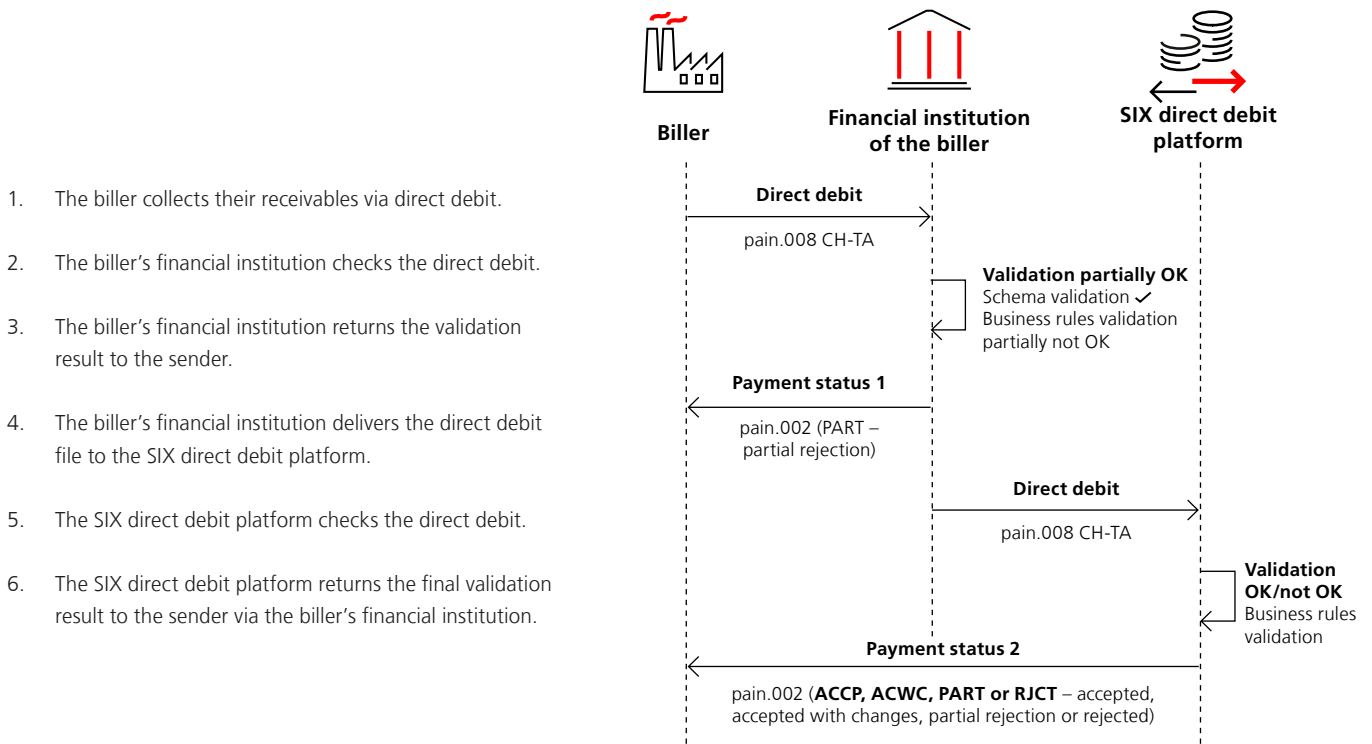 1. The biller collects their receivables via direct debit.
2. The biller’s financial institution checks the direct debit.
3. The biller’s financial institution returns the validation
result to the sender.
4. The biller’s financial institution delivers the direct debit
file to the SIX direct debit platform.
5. The SIX direct debit platform checks the direct debit.
6. The SIX direct debit platform returns the final validation
result to the sender via the biller’s financial institution.
Biller
Financial institution
of the biller
SIX direct debit
platform
Direct debit
pain.008 CH-TA
Validation partially OK
Schema validation ✓
Business rules validation
partially not OK
Payment status 1
pain.002 (PART –
partial rejection)
Direct debit
pain.008 CH-TA
Validation
OK/not OK
Business rules
validation
Payment status 2
pain.002 (ACCP, ACWC, PART or RJCT – accepted,
accepted with changes, partial rejection or rejected)